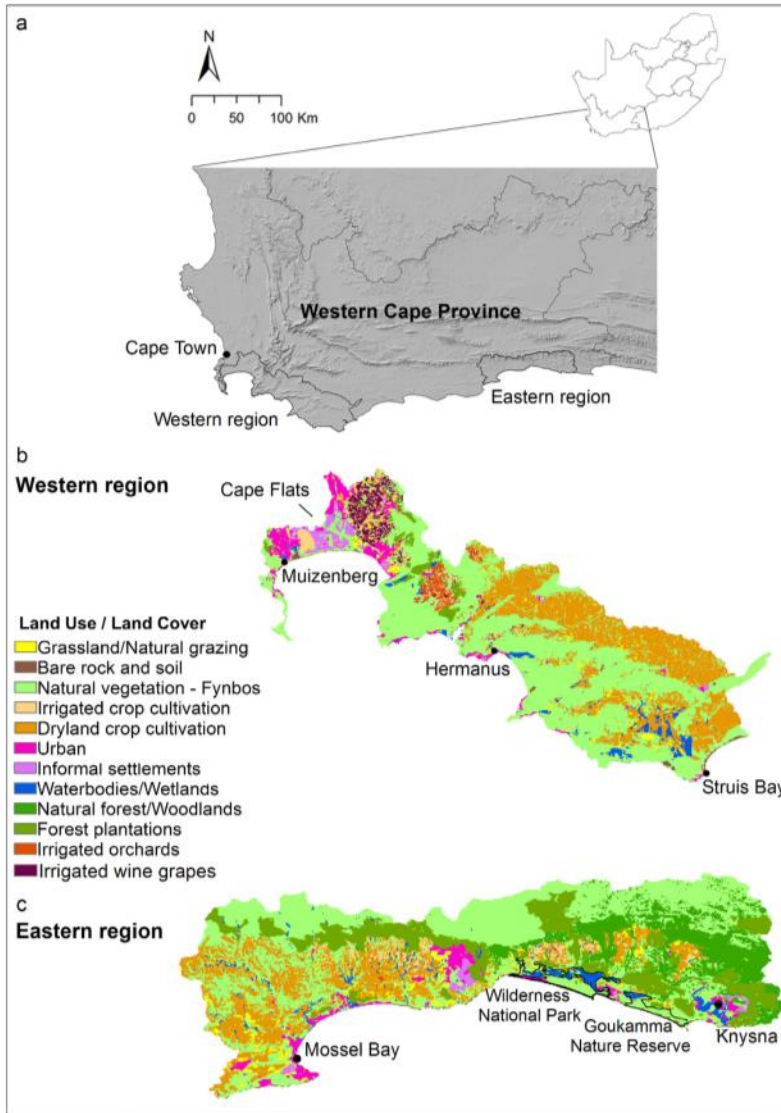 a
N
0 50 100 Km
Western Cape Province
Cape Town
Western region
Eastern region
b
Western region
Cape Flats
Muizenberg
Hermanus
Struis Bay
Land Use / Land Cover
Grassland/Natural grazing
Bare rock and soil
Natural vegetation - Fynbos
Irrigated crop cultivation
Dryland crop cultivation
Urban
Informal settlements
Waterbodies/Wetlands
Natural forest/Woodlands
Forest plantations
Irrigated orchards
Irrigated wine grapes
c
Eastern region
Wilderness
National Park
Goukamma
Nature Reserve
Knysna
Mossel Bay